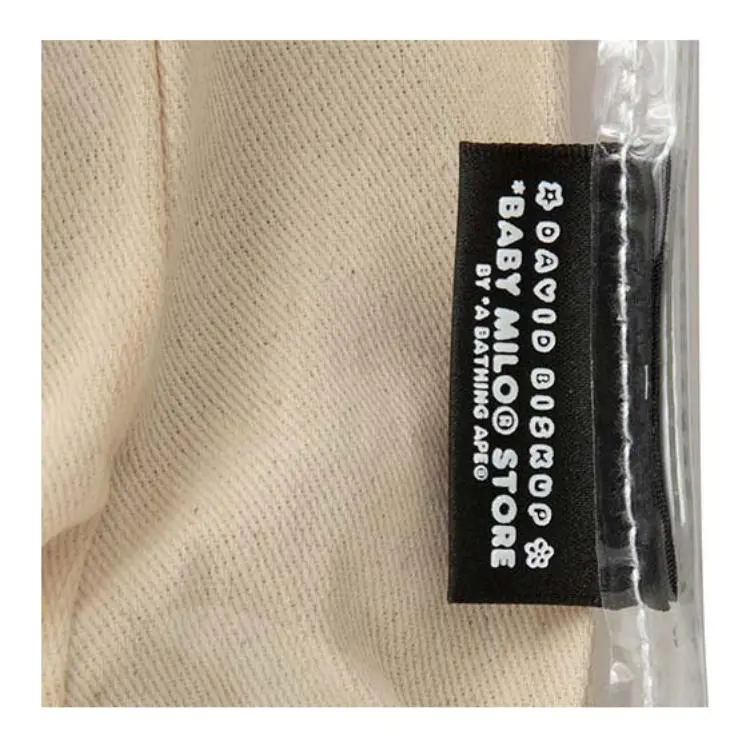 DAVID BISKUP
*BABY MILO® STORE
BY *A BATHING APE®